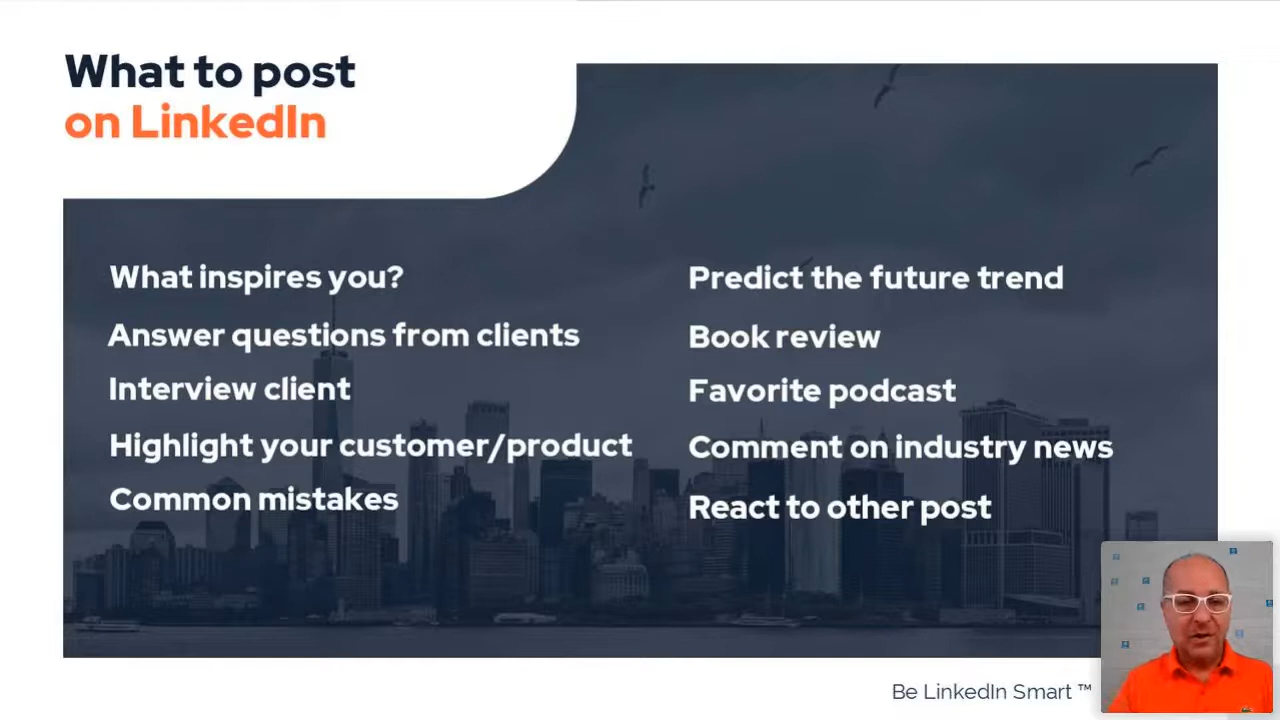 What to post
on LinkedIn
What inspires you?
Answer questions from clients
Interview client
Highlight your customer/product
Common mistakes
Predict the future trend
Book review
Favorite podcast
Comment on industry news
React to other post
Be LinkedIn Smart ™